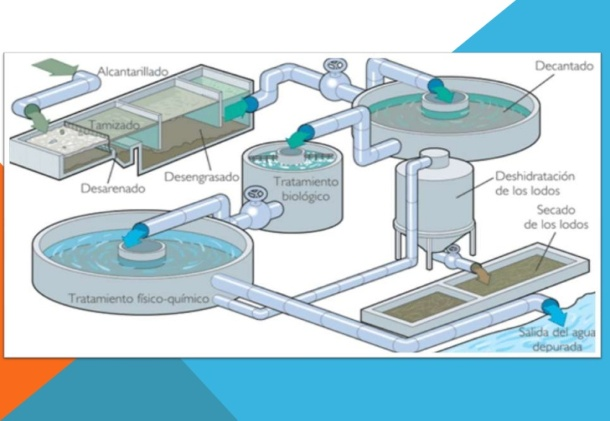 Alcantarillado
Decantado
Tamizado
Desarenado
Desengrasado
Tratamiento
biológico
Deshidratación
de los lodos
Secado
de los lodos
Tratamiento físico-químico
Salida del agua
depurada